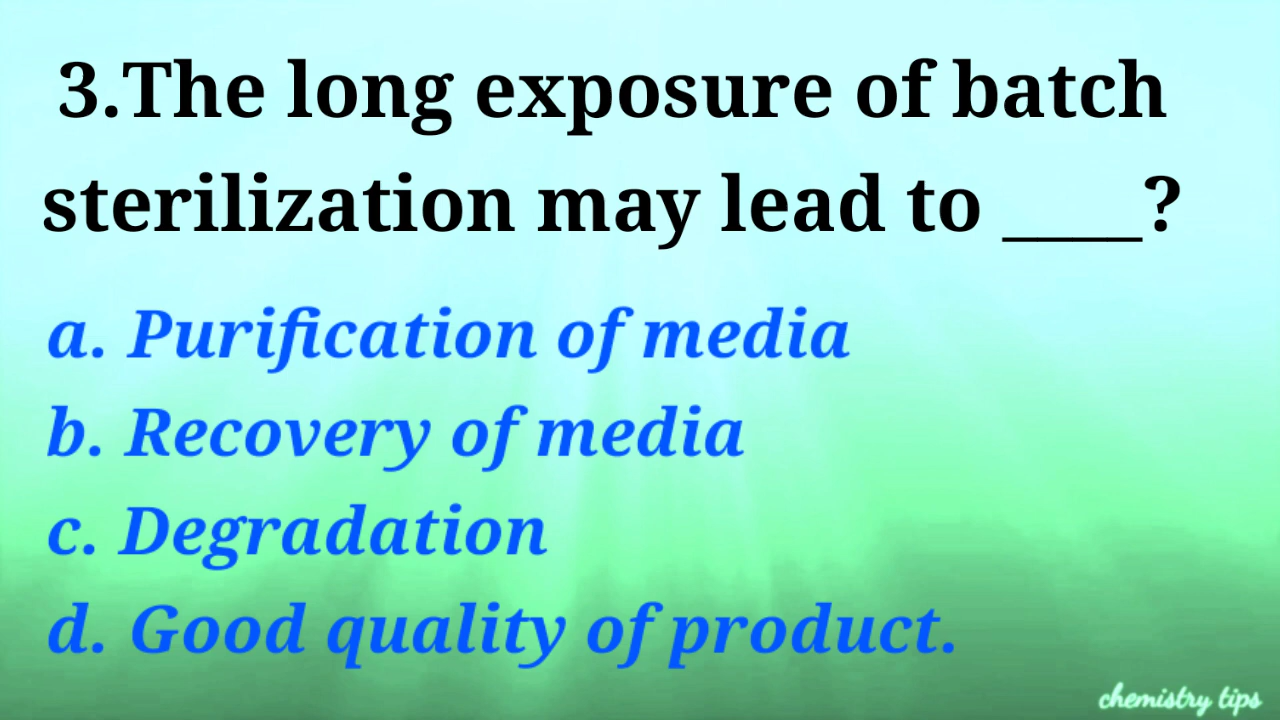 3.The long exposure of batch
sterilization may lead to ____?
a. Purification of media
b. Recovery of media
c. Degradation
d. Good quality of product.
chemistry tips